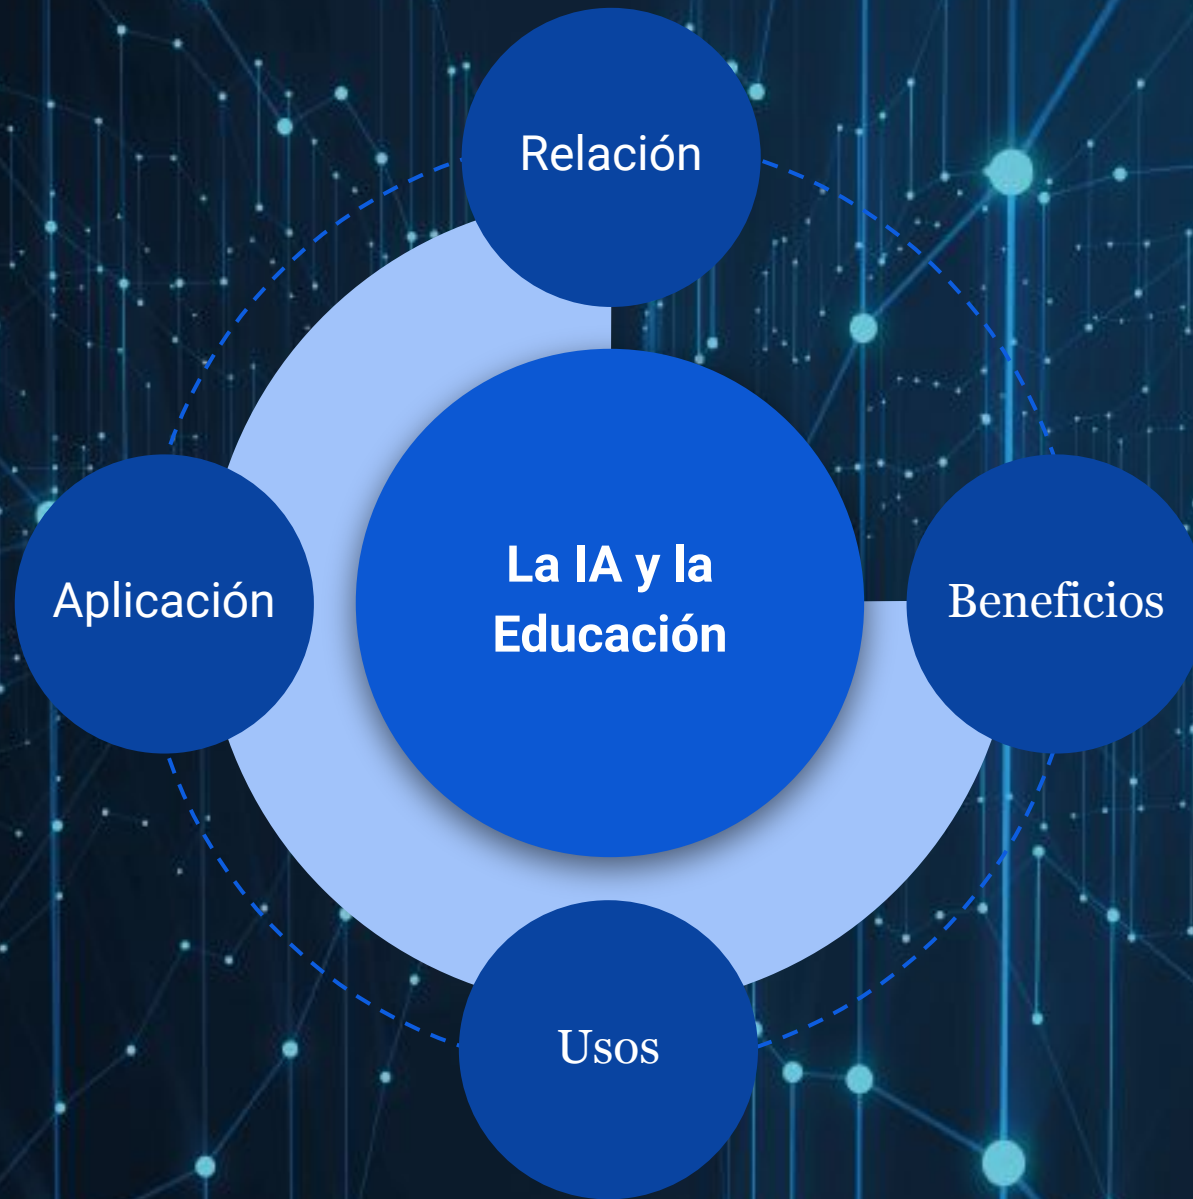 Relación
Aplicación
La IA y la
Educación
Beneficios
Usos